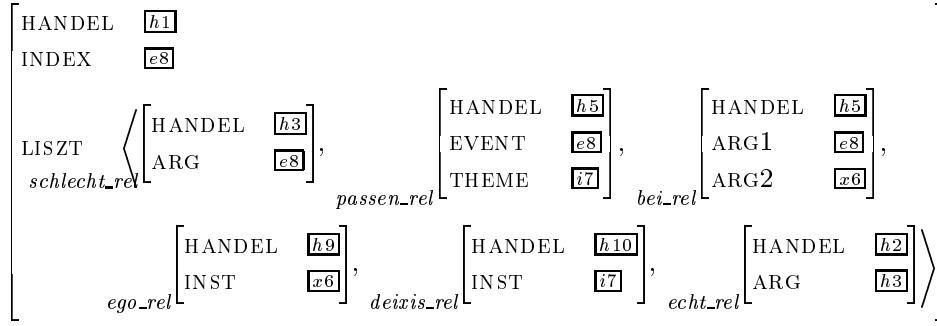 HANDEL h1
INDEX e8
HANDEL h3 HANDEL h5 HANDEL h5
LISZT ⟨ ARG e8 , EVENT e8 , ARG1 e8 ,
schlecht_rel THEME i7 ARG2 x6
passen_rel bei_rel
HANDEL h9 HANDEL h10 HANDEL h2
INST x6 , INST i7 , ARG h3 ⟩
ego_rel deixis_rel echt_rel